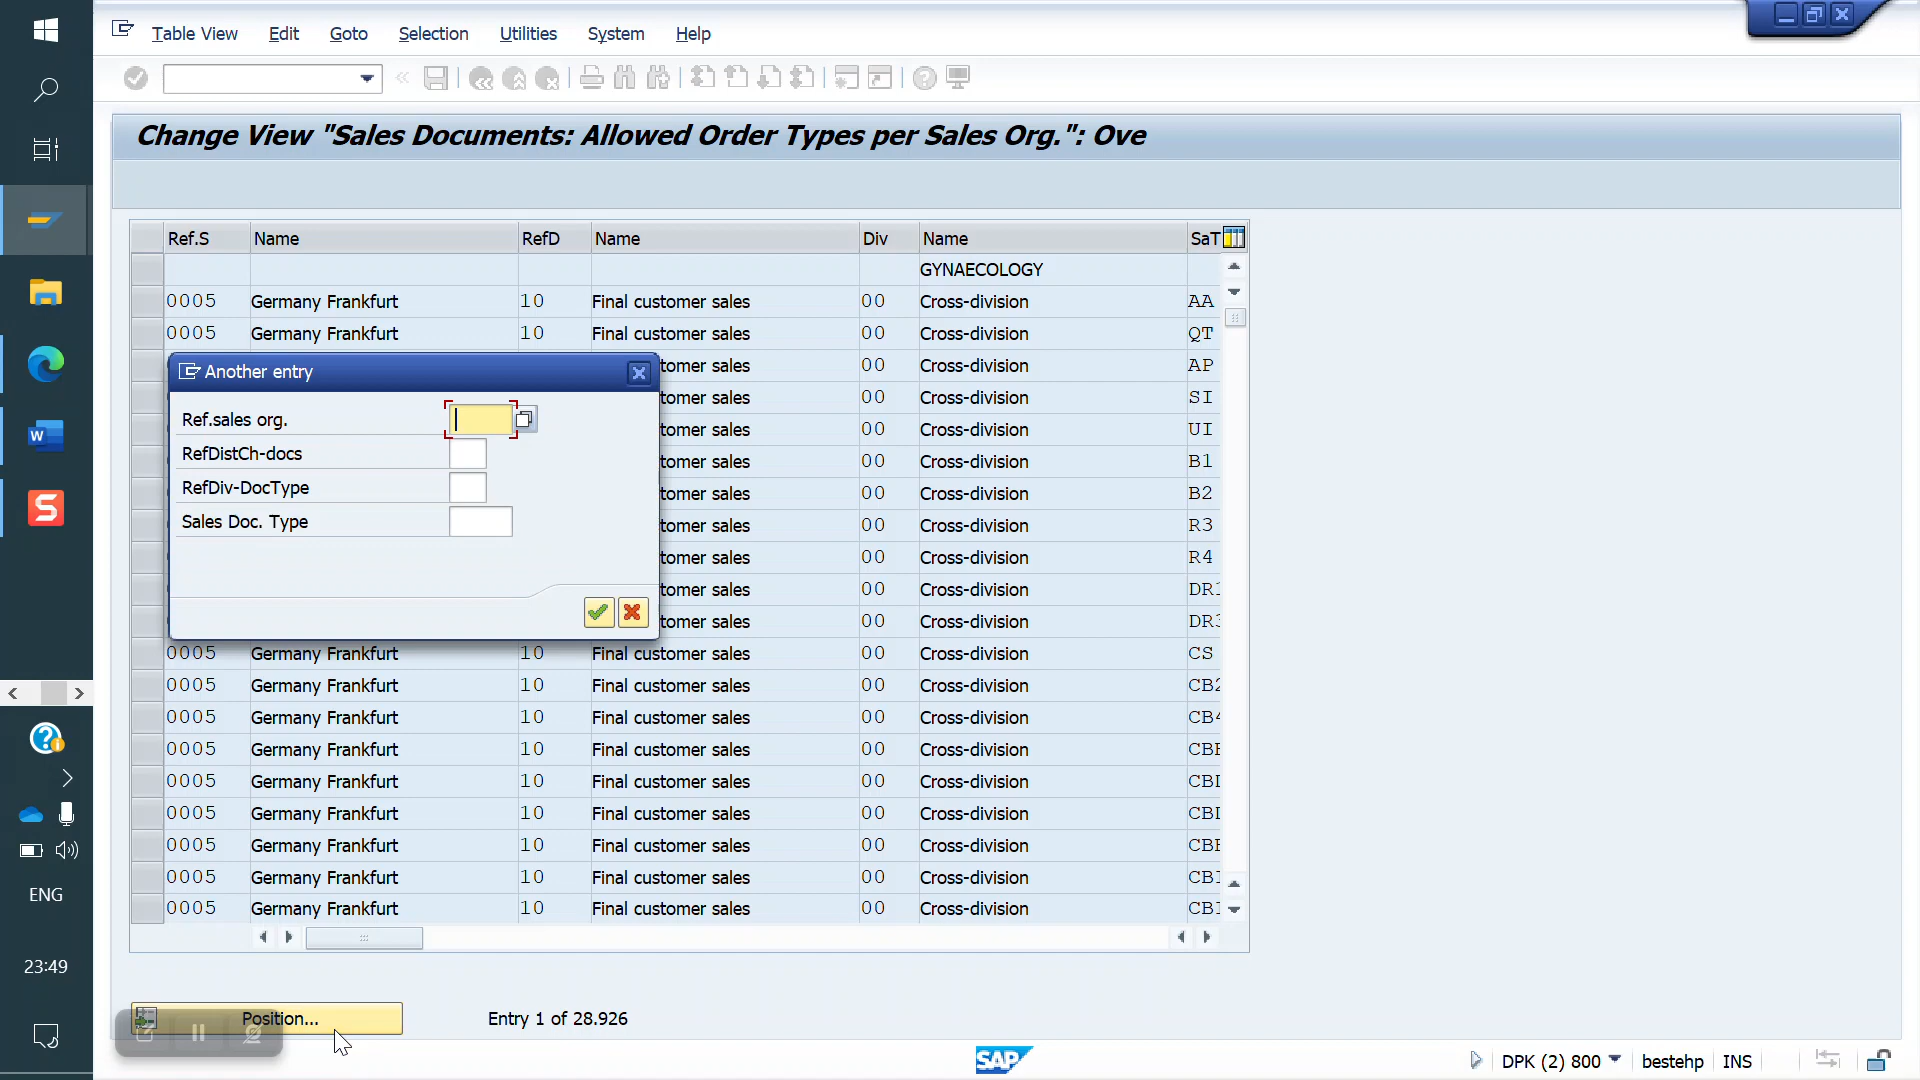 Table View Edit Goto Selection Utilities System Help
Change View "Sales Documents: Allowed Order Types per Sales Org.": Ove
Ref.S Name RefD Name Div Name SaT
GYNAECOLOGY
0005 Germany Frankfurt 10 Final customer sales 00 Cross-division AA
0005 Germany Frankfurt 10 Final customer sales 00 Cross-division QT
tomer sales 00 Cross-division AP
tomer sales 00 Cross-division SI
tomer sales 00 Cross-division UI
tomer sales 00 Cross-division B1
tomer sales 00 Cross-division B2
tomer sales 00 Cross-division R3
tomer sales 00 Cross-division R4
tomer sales 00 Cross-division DR1
tomer sales 00 Cross-division DR3
Another entry
Ref.sales org.
RefDistCh-docs
RefDiv-DocType
Sales Doc. Type
0005 Germany Frankfurt 10 Final customer sales 00 Cross-division CS
0005 Germany Frankfurt 10 Final customer sales 00 Cross-division CB2
0005 Germany Frankfurt 10 Final customer sales 00 Cross-division CB4
0005 Germany Frankfurt 10 Final customer sales 00 Cross-division
0005 Germany Frankfurt 10 Final customer sales 00 Cross-division
0005 Germany Frankfurt 10 Final customer sales 00 Cross-division
0005 Germany Frankfurt 10 Final customer sales 00 Cross-division
0005 Germany Frankfurt 10 Final customer sales 00 Cross-division
0005 Germany Frankfurt 10 Final customer sales 00 Cross-division
Position... Entry 1 of 28.926
SAP DPK (2) 800 bestehp INS
W
S
ENG
23:49